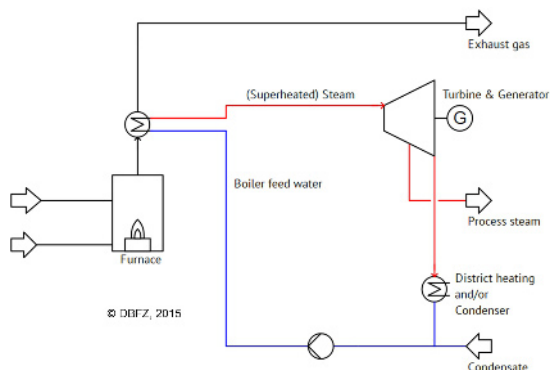 Exhaust gas
(Superheated) Steam
Turbine & Generator
G
Boiler feed water
Process steam
Furnace
District heating
and/or
Condenser
© DBFZ, 2015
Condensate